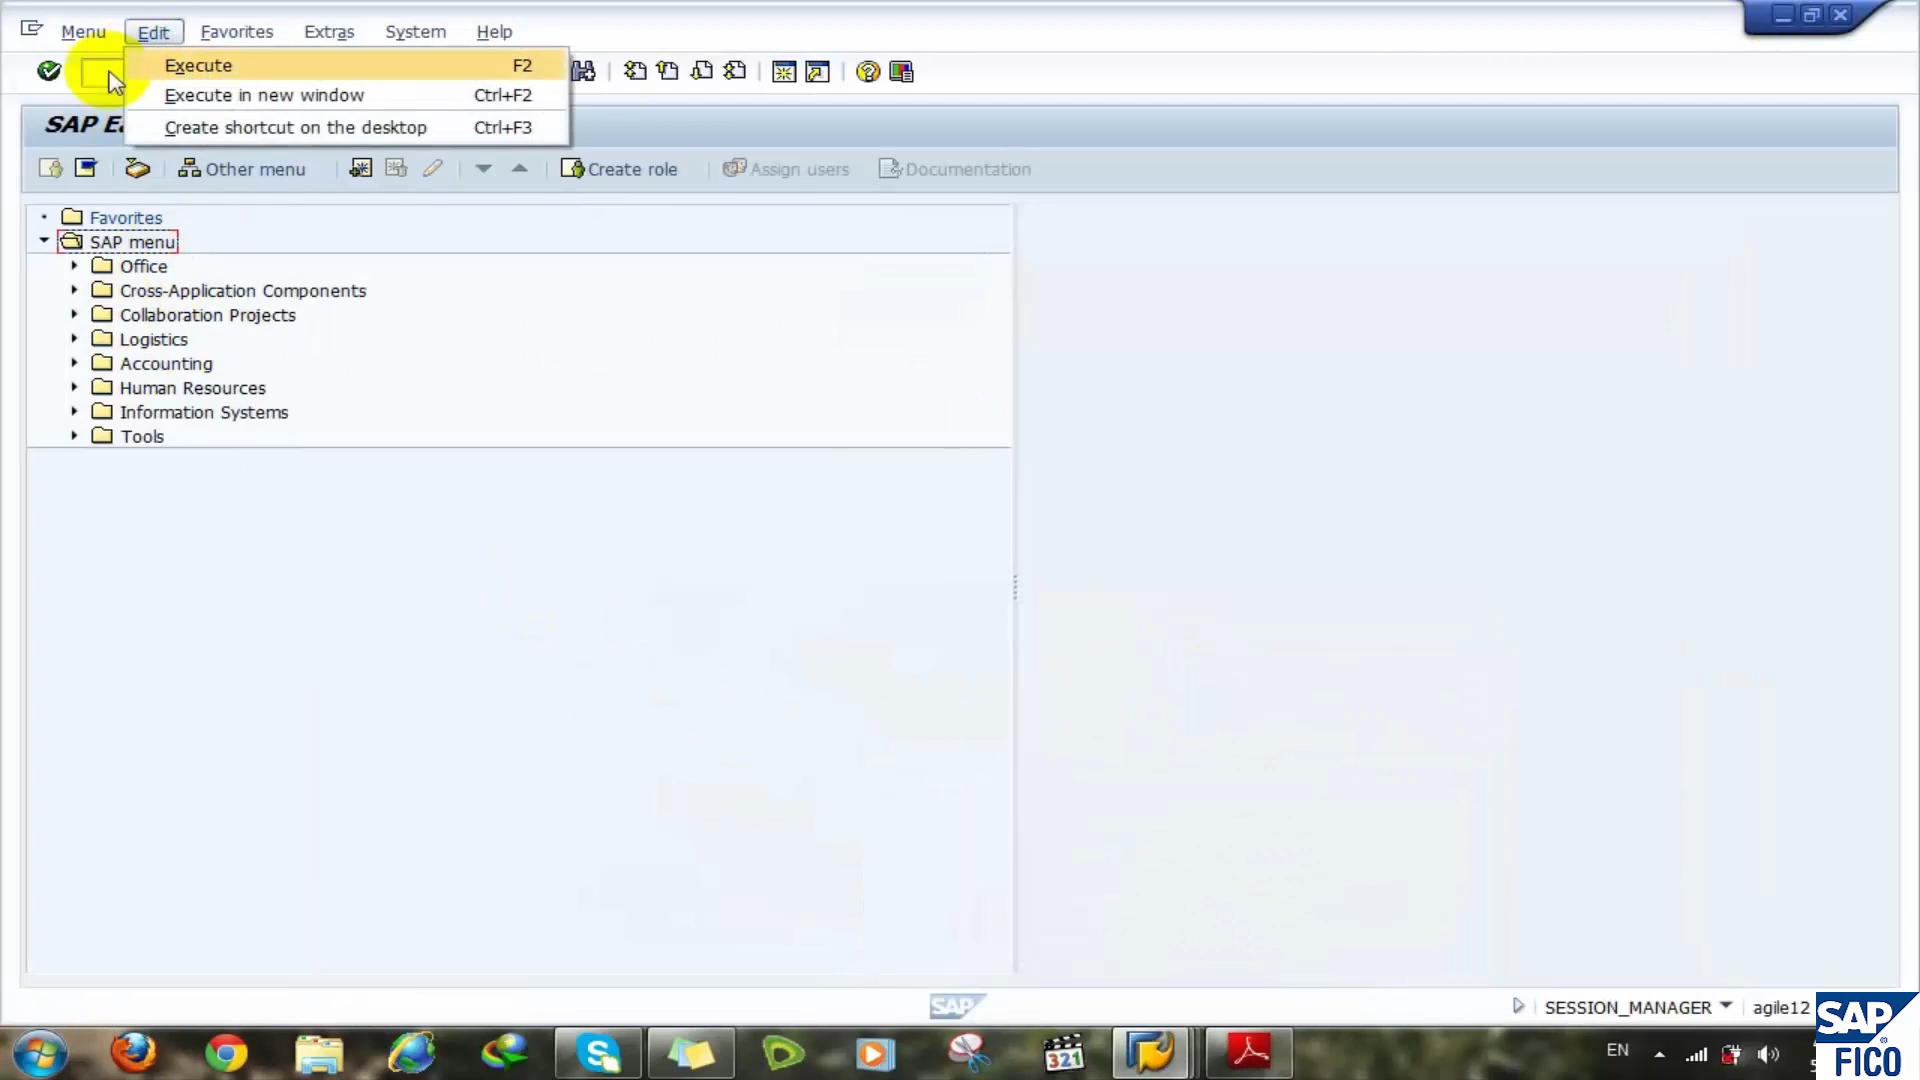 Menu Edit Favorites Extras System Help
Execute F2
Execute in new window Ctrl+F2
Create shortcut on the desktop Ctrl+F3
SAP
Other menu Create role Assign users Documentation
Favorites
SAP menu
Office
Cross-Application Components
Collaboration Projects
Logistics
Accounting
Human Resources
Information Systems
Tools
SAP
SESSION_MANAGER agile12
SAP
®
FICO
321
EN